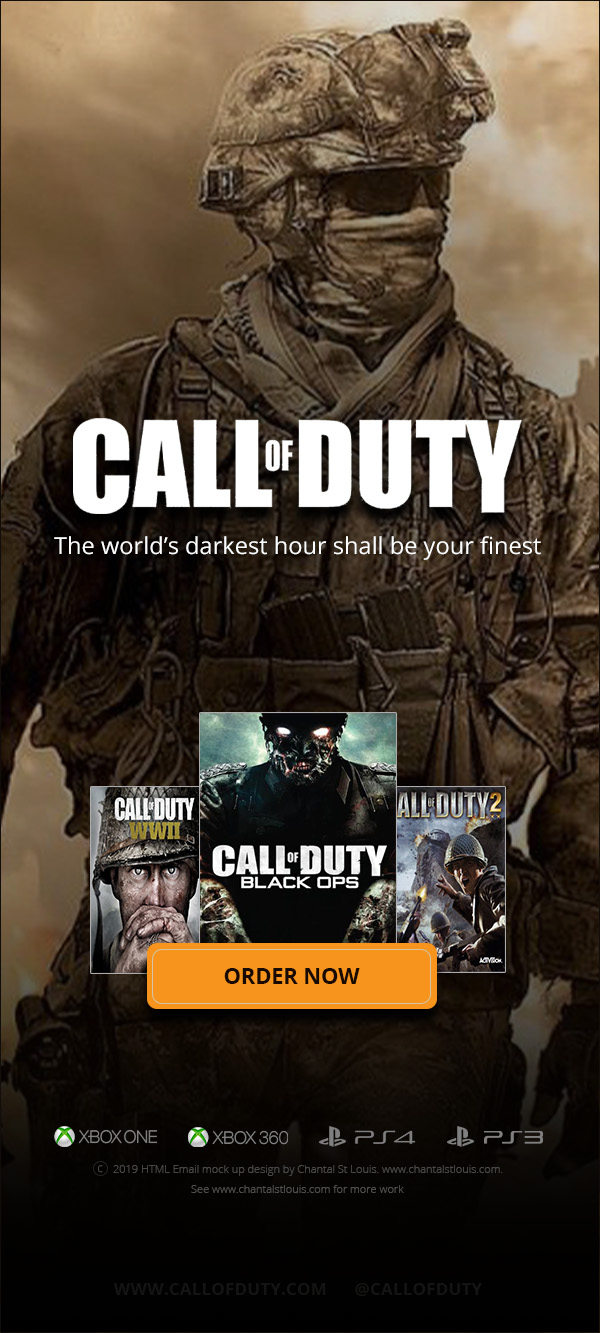 CALL OF DUTY
The world’s darkest hour shall be your finest
CALL OF DUTY
WWII
CALL OF DUTY
BLACK OPS
ALL OF DUTY 2
ACTIVISION
ORDER NOW
XBOX ONE XBOX 360 PS4 PS3
© 2019 HTML Email mock up design by Chantal St Louis. www.chantalstlouis.com.
See www.chantalstlouis.com for more work
WWW.CALLOFDUTY.COM @CALLOFDUTY